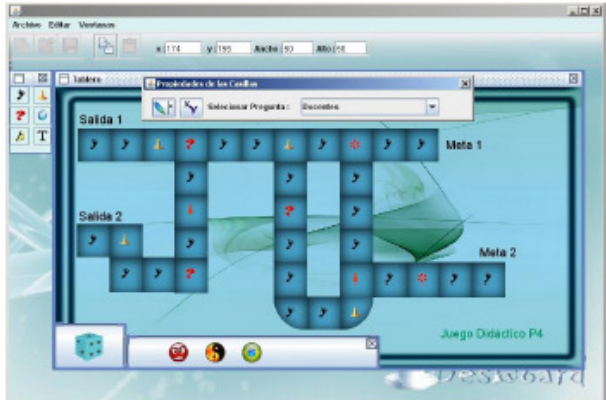 Archivo Editar Ventanas
x: 174 y: 195 Ancho: 50 Alto: 50
Tablero
Propiedades de las Casillas
Seleccionar Pregunta: Docentes
Salida 1
Meta 1
Salida 2
Meta 2
T
Juego Didáctico P4